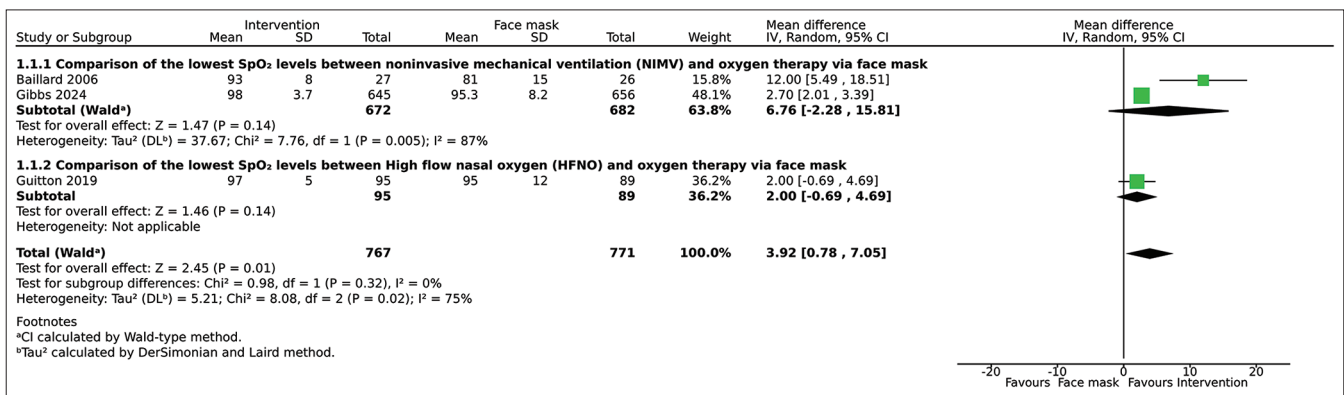 Intervention Face mask Mean difference Mean difference
Study or Subgroup Mean SD Total Mean SD Total Weight IV, Random, 95% CI IV, Random, 95% CI
1.1.1 Comparison of the lowest SpO₂ levels between noninvasive mechanical ventilation (NIMV) and oxygen therapy via face mask
Baillard 2006 93 8 27 81 15 26 15.8% 12.00 [5.49 , 18.51]
Gibbs 2024 98 3.7 645 95.3 8.2 656 48.1% 2.70 [2.01 , 3.39]
Subtotal (Waldᵃ) 672 682 63.8% 6.76 [-2.28 , 15.81]
Test for overall effect: Z = 1.47 (P = 0.14)
Heterogeneity: Tau² (DLᵇ) = 37.67; Chi² = 7.76, df = 1 (P = 0.005); I² = 87%
1.1.2 Comparison of the lowest SpO₂ levels between High flow nasal oxygen (HFNO) and oxygen therapy via face mask
Guitton 2019 97 5 95 95 12 89 36.2% 2.00 [-0.69 , 4.69]
Subtotal 95 89 36.2% 2.00 [-0.69 , 4.69]
Test for overall effect: Z = 1.46 (P = 0.14)
Heterogeneity: Not applicable
Total (Waldᵃ) 767 771 100.0% 3.92 [0.78 , 7.05]
Test for overall effect: Z = 2.45 (P = 0.01)
Test for subgroup differences: Chi² = 0.98, df = 1 (P = 0.32), I² = 0%
Heterogeneity: Tau² (DLᵇ) = 5.21; Chi² = 8.08, df = 2 (P = 0.02); I² = 75%
Footnotes
ᵃCI calculated by Wald-type method.
ᵇTau² calculated by DerSimonian and Laird method.
-20 -10 0 10 20
Favours Face mask Favours Intervention